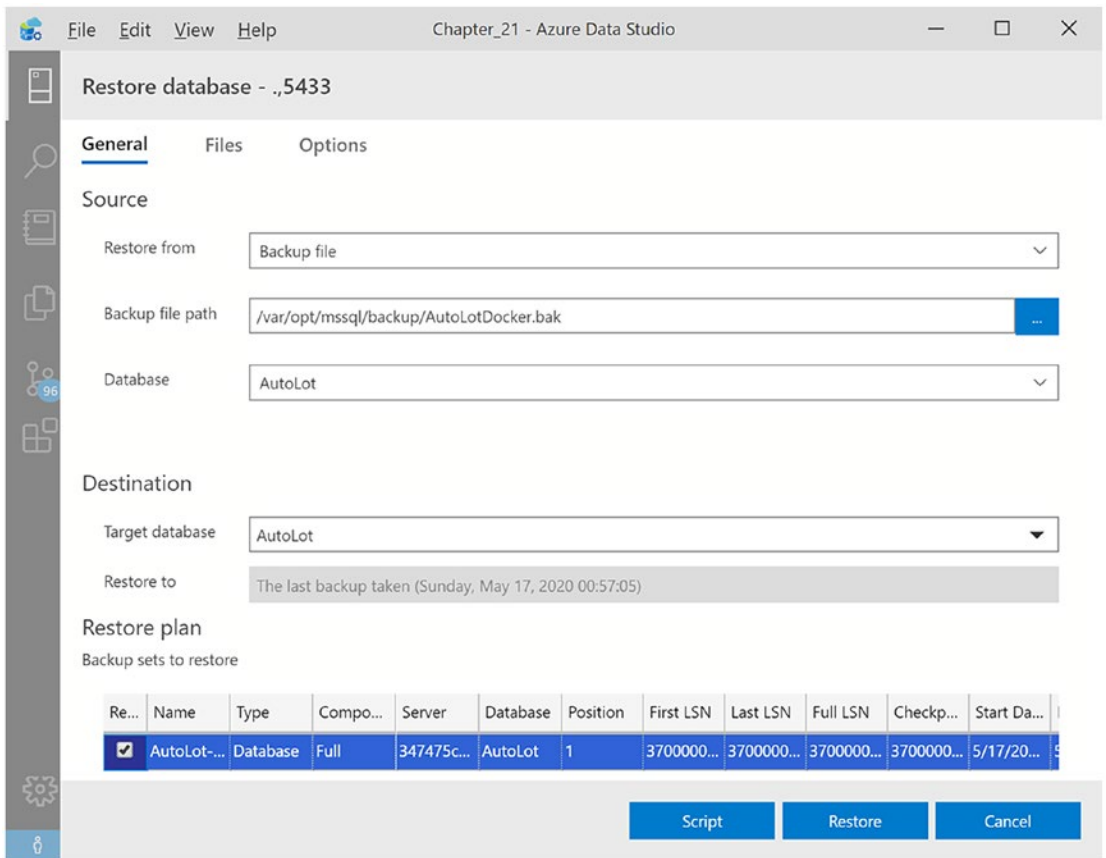 File Edit View Help Chapter_21 - Azure Data Studio
Restore database - .,5433
General Files Options
Source
Restore from Backup file
Backup file path /var/opt/mssql/backup/AutoLotDocker.bak ...
Database AutoLot
96
Destination
Target database AutoLot
Restore to The last backup taken (Sunday, May 17, 2020 00:57:05)
Restore plan
Backup sets to restore
Re... Name Type Compo... Server Database Position First LSN Last LSN Full LSN Checkp... Start Da...
AutoLot-... Database Full 347475c... AutoLot 1 3700000... 3700000... 3700000... 3700000... 5/17/20... 5
Script Restore Cancel